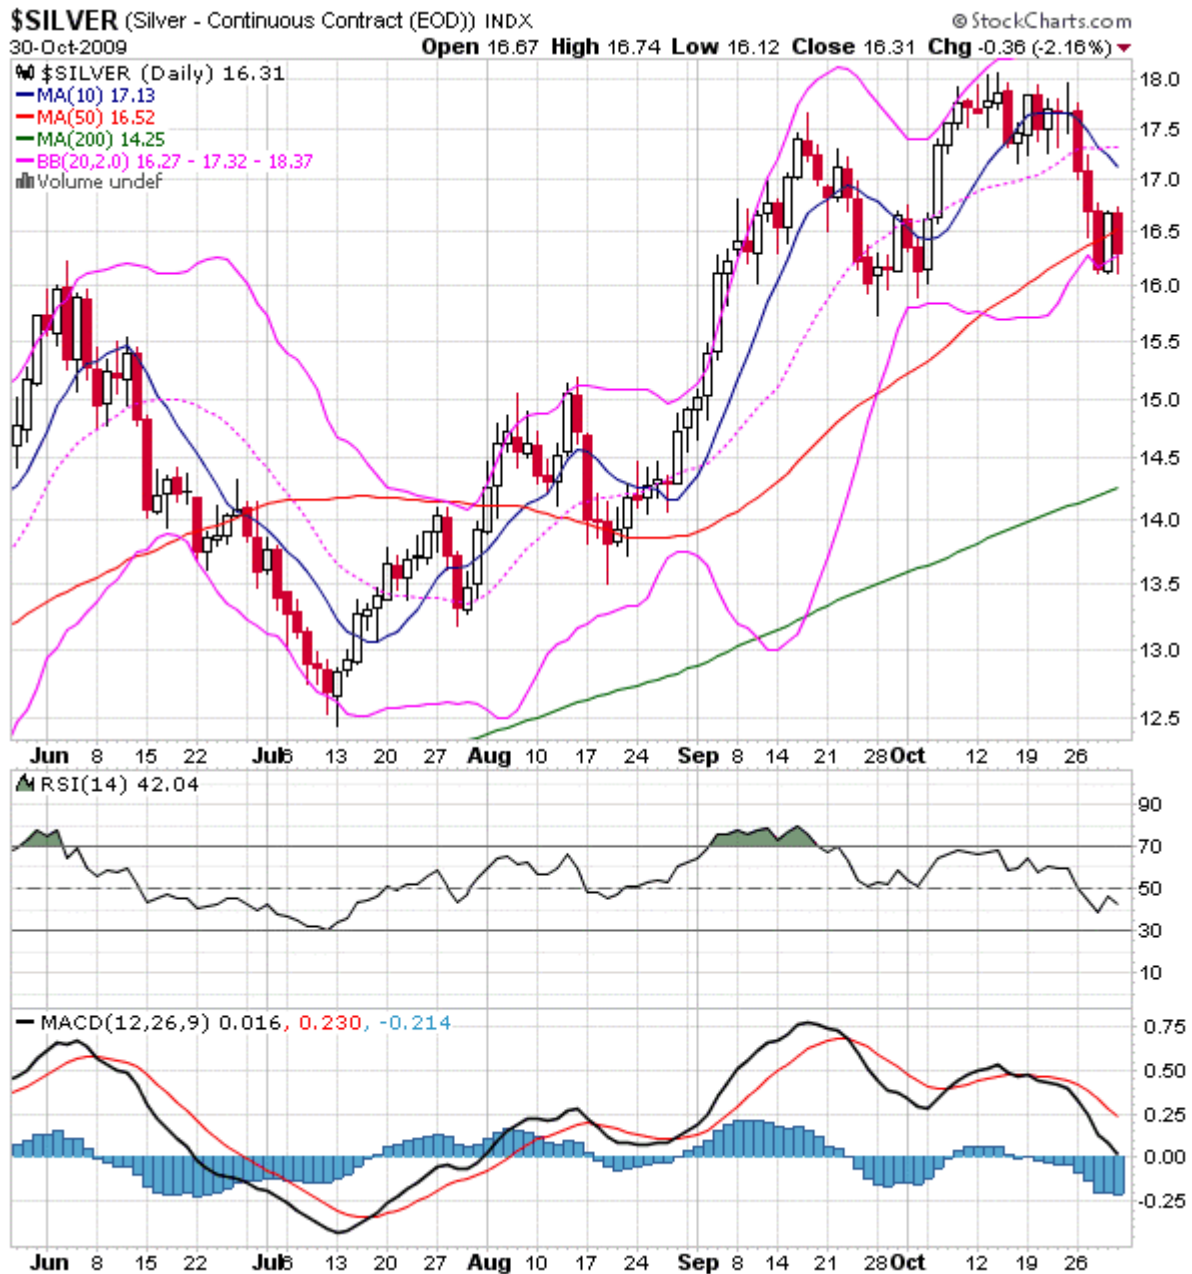 $SILVER (Silver - Continuous Contract (EOD)) INDX © StockCharts.com
30-Oct-2009 Open 16.67 High 16.74 Low 16.12 Close 16.31 Chg -0.36 (-2.16%)
$SILVER (Daily) 16.31
MA(10) 17.13
MA(50) 16.52
MA(200) 14.25
BB(20,2.0) 16.27 - 17.32 - 18.37
Volume undef
18.0
17.5
17.0
16.5
16.0
15.5
15.0
14.5
14.0
13.5
13.0
12.5
Jun 8 15 22 Jul 6 13 20 27 Aug 10 17 24 Sep 8 14 21 28 Oct 12 19 26
RSI(14) 42.04
90
70
50
30
10
MACD(12,26,9) 0.016, 0.230, -0.214
0.75
0.50
0.25
0.00
-0.25
Jun 8 15 22 Jul 6 13 20 27 Aug 10 17 24 Sep 8 14 21 28 Oct 12 19 26